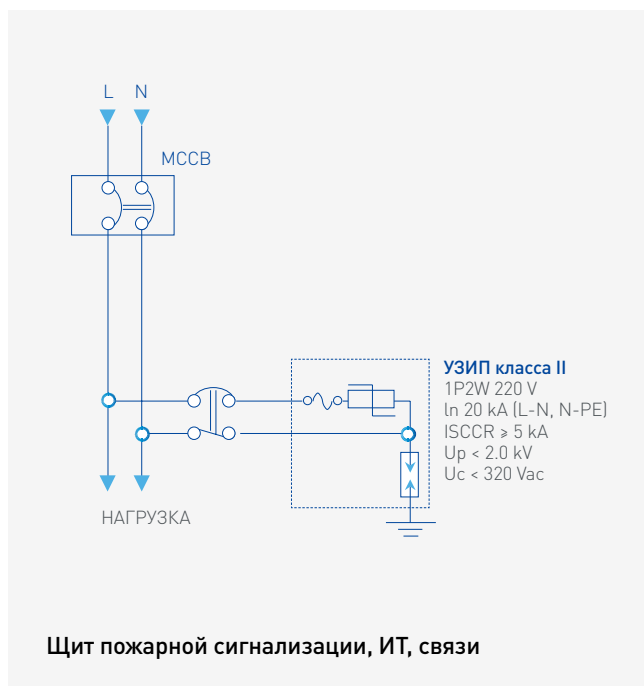 L N
MCCB
УЗИП класса II
1P2W 220 V
ln 20 kA (L-N, N-PE)
ISCCR ⩾ 5 kA
Up < 2.0 kV
Uc < 320 Vac
НАГРУЗКА
Щит пожарной сигнализации, ИТ, связи